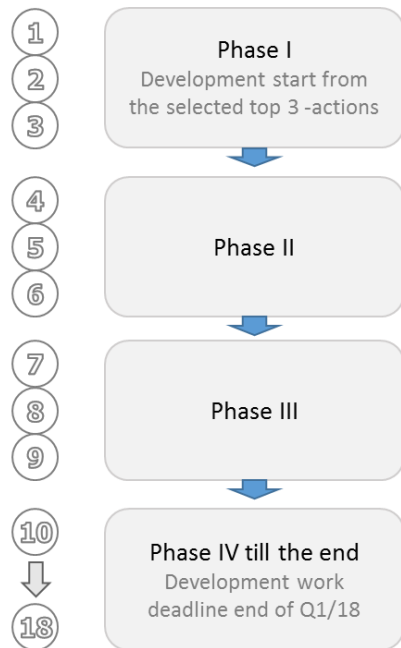 1
2
3
Phase I
Development start from
the selected top 3 -actions
4
5
6
Phase II
7
8
9
Phase III
10
18
Phase IV till the end
Development work
deadline end of Q1/18